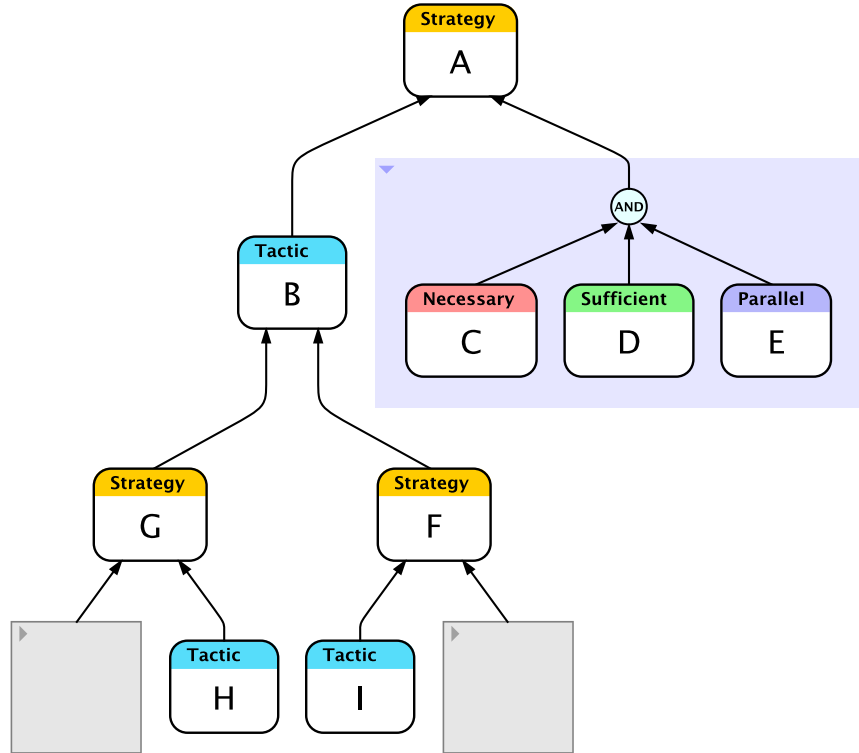 Strategy
A
AND
Tactic
B
Necessary
C
Sufficient
D
Parallel
E
Strategy
G
Strategy
F
Tactic
H
Tactic
I